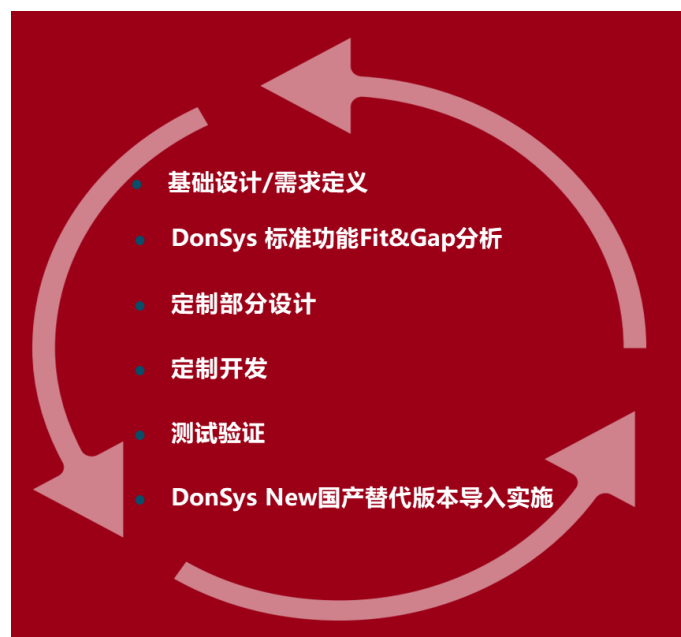 基础设计/需求定义
DonSys 标准功能Fit&Gap分析
定制部分设计
定制开发
测试验证
DonSys New国产替代版本导入实施